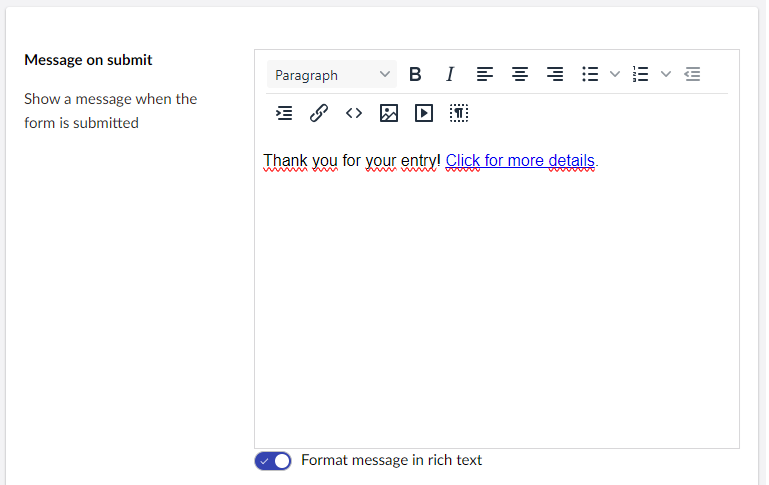 Message on submit
Show a message when the
form is submitted
Paragraph
B I
Thank you for your entry! Click for more details.
Format message in rich text